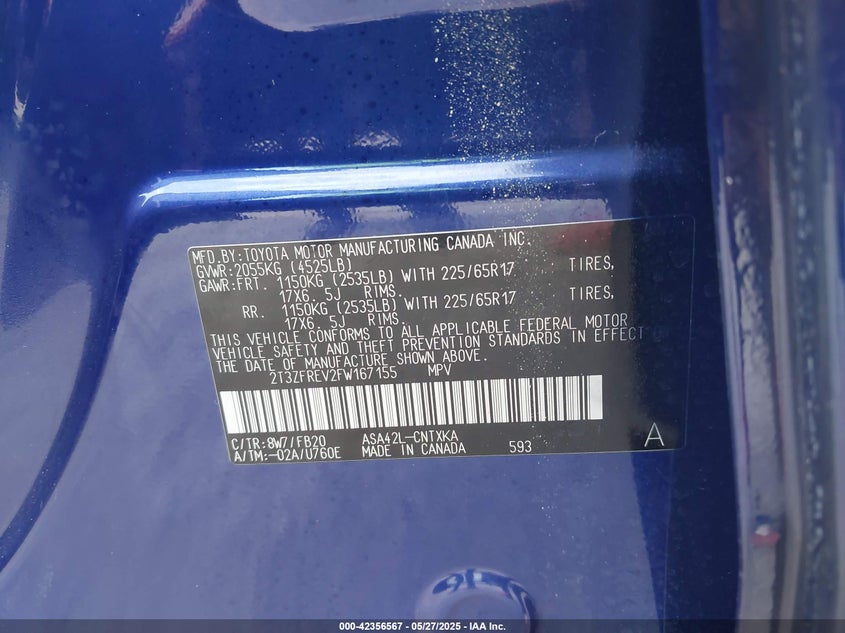 MFD.BY:TOYOTA MOTOR MANUFACTURING CANADA INC.
GVWR:2055KG (4525LB)
GAWR:FRT. 1150KG (2535LB) WITH 225/65R17 TIRES,
17X6.5J RIMS.
RR. 1150KG (2535LB) WITH 225/65R17 TIRES,
17X6.5J RIMS.
THIS VEHICLE CONFORMS TO ALL APPLICABLE FEDERAL MOTOR
VEHICLE SAFETY AND THEFT PREVENTION STANDARDS IN EFFECT ON
THE DATE OF MANUFACTURE SHOWN ABOVE.
2T3ZFREV2FW167155 MPV
C/TR:8W7/FB20 ASA42L-CNTXKA
A/TM:-02A/U760E MADE IN CANADA 593 A
000-42356567 - 05/27/2025 - IAA Inc.